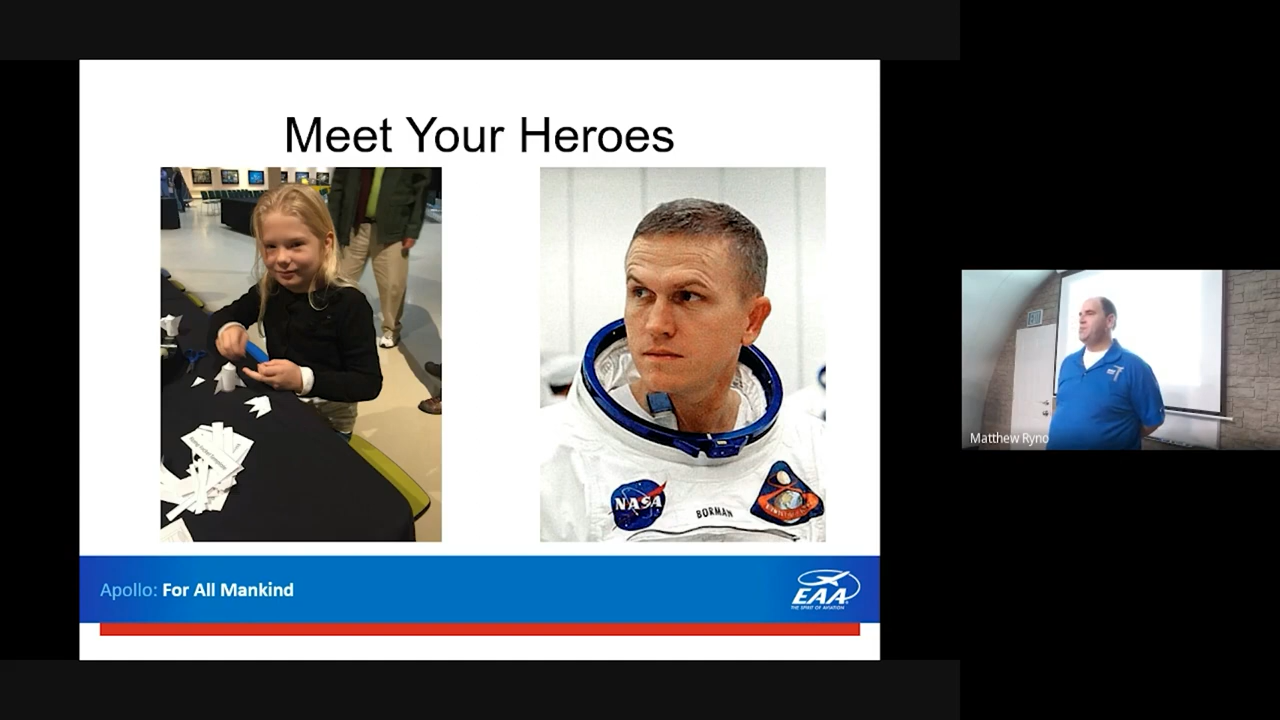 Meet Your Heroes
NASA
BORMAN
Apollo: For All Mankind
EAA
THE SPIRIT OF AVIATION
Matthew Ryno